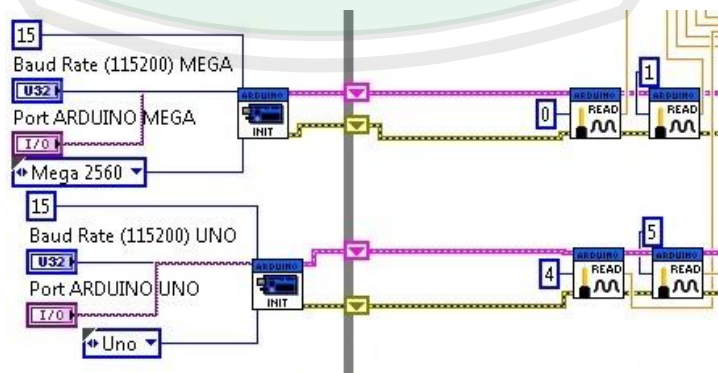 15
Baud Rate (115200) MEGA
U32
Port ARDUINO MEGA
I/O
Mega 2560
ARDUINO
INIT
0
ARDUINO
READ
1
ARDUINO
READ
15
Baud Rate (115200) UNO
U32
Port ARDUINO UNO
I/O
Uno
ARDUINO
INIT
4
ARDUINO
READ
5
ARDUINO
READ